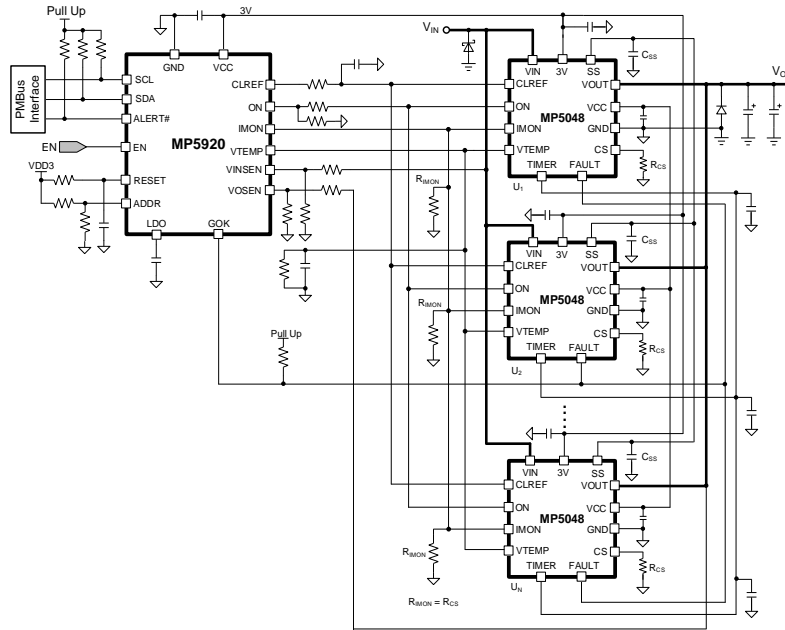 Pull Up
3V
VIN
GND
VCC
PMBus
Interface
SCL
SDA
ALERT#
EN
EN
VDD3
RESET
ADDR
LDO
GOK
MP5920
CLREF
ON
IMON
VTEMP
VINSEN
VOSEN
VIN
3V
SS
CSS
CLREF
ON
IMON
VTEMP
MP5048
VOUT
VCC
GND
CS
TIMER
FAULT
RCS
U1
RIMON
VO
VIN
3V
SS
CSS
CLREF
ON
IMON
VTEMP
MP5048
VOUT
VCC
GND
CS
TIMER
FAULT
RCS
U2
RIMON
Pull Up
VIN
3V
SS
CSS
CLREF
ON
IMON
VTEMP
MP5048
VOUT
VCC
GND
CS
TIMER
FAULT
RCS
UN
RIMON
RIMON = RCS